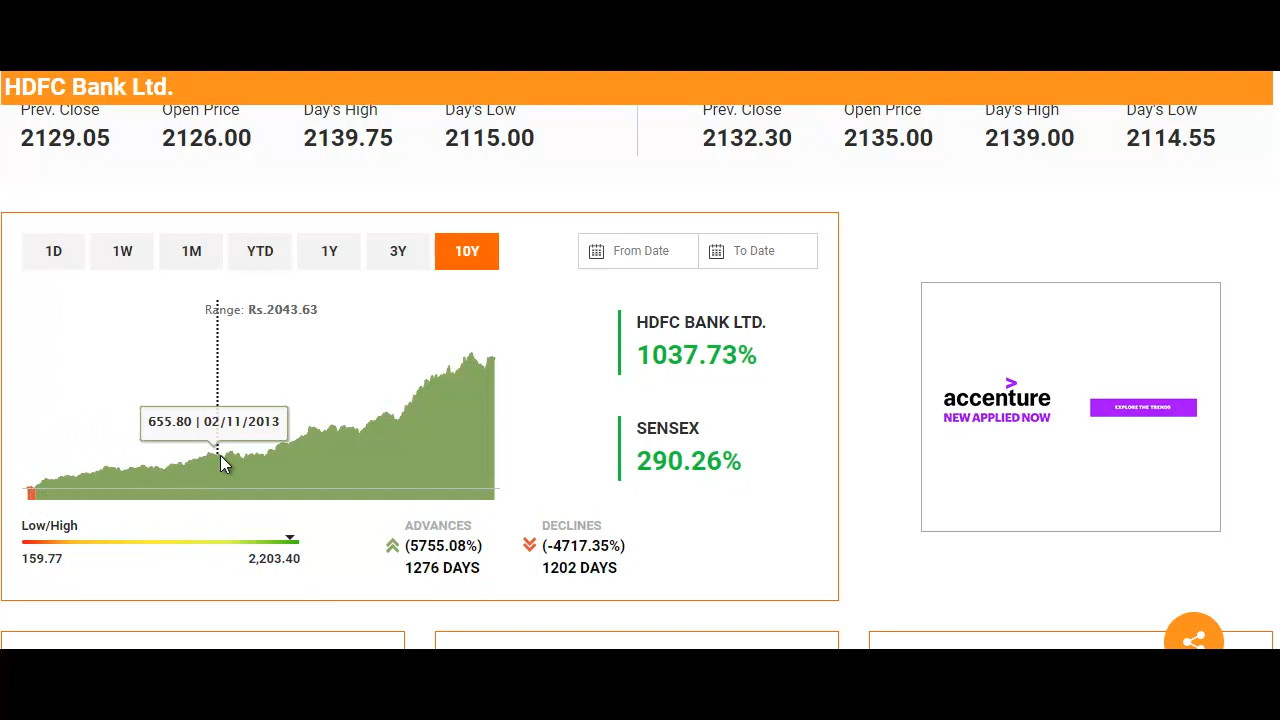 HDFC Bank Ltd.
Prev. Close Open Price Day's High Day's Low Prev. Close Open Price Day's High Day's Low
2129.05 2126.00 2139.75 2115.00 2132.30 2135.00 2139.00 2114.55
1D 1W 1M YTD 1Y 3Y 10Y From Date To Date
Range: Rs.2043.63
HDFC BANK LTD.
1037.73%
655.80 | 02/11/2013
SENSEX
290.26%
accenture
NEW APPLIED NOW
EXPLORE THE TRENDS
Low/High
159.77 2,203.40
ADVANCES
(5755.08%)
1276 DAYS
DECLINES
(-4717.35%)
1202 DAYS